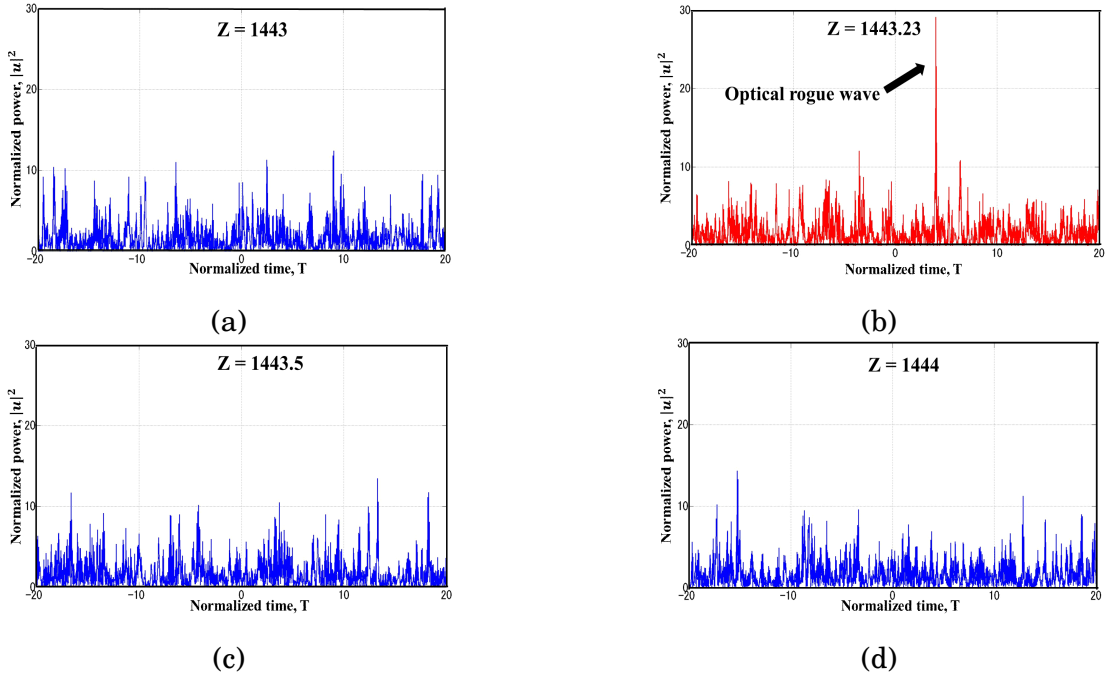 Z = 1443
Normalized power, |u|²
30
20
10
0
−20
−10
0
10
20
Normalized time, T
(a)
Z = 1443.23
Optical rogue wave
Normalized power, |u|²
30
20
10
0
−20
−10
0
10
20
Normalized time, T
(b)
Z = 1443.5
Normalized power, |u|²
30
20
10
0
−20
−10
0
10
20
Normalized time, T
(c)
Z = 1444
Normalized power, |u|²
30
20
10
0
−20
−10
0
10
20
Normalized time, T
(d)